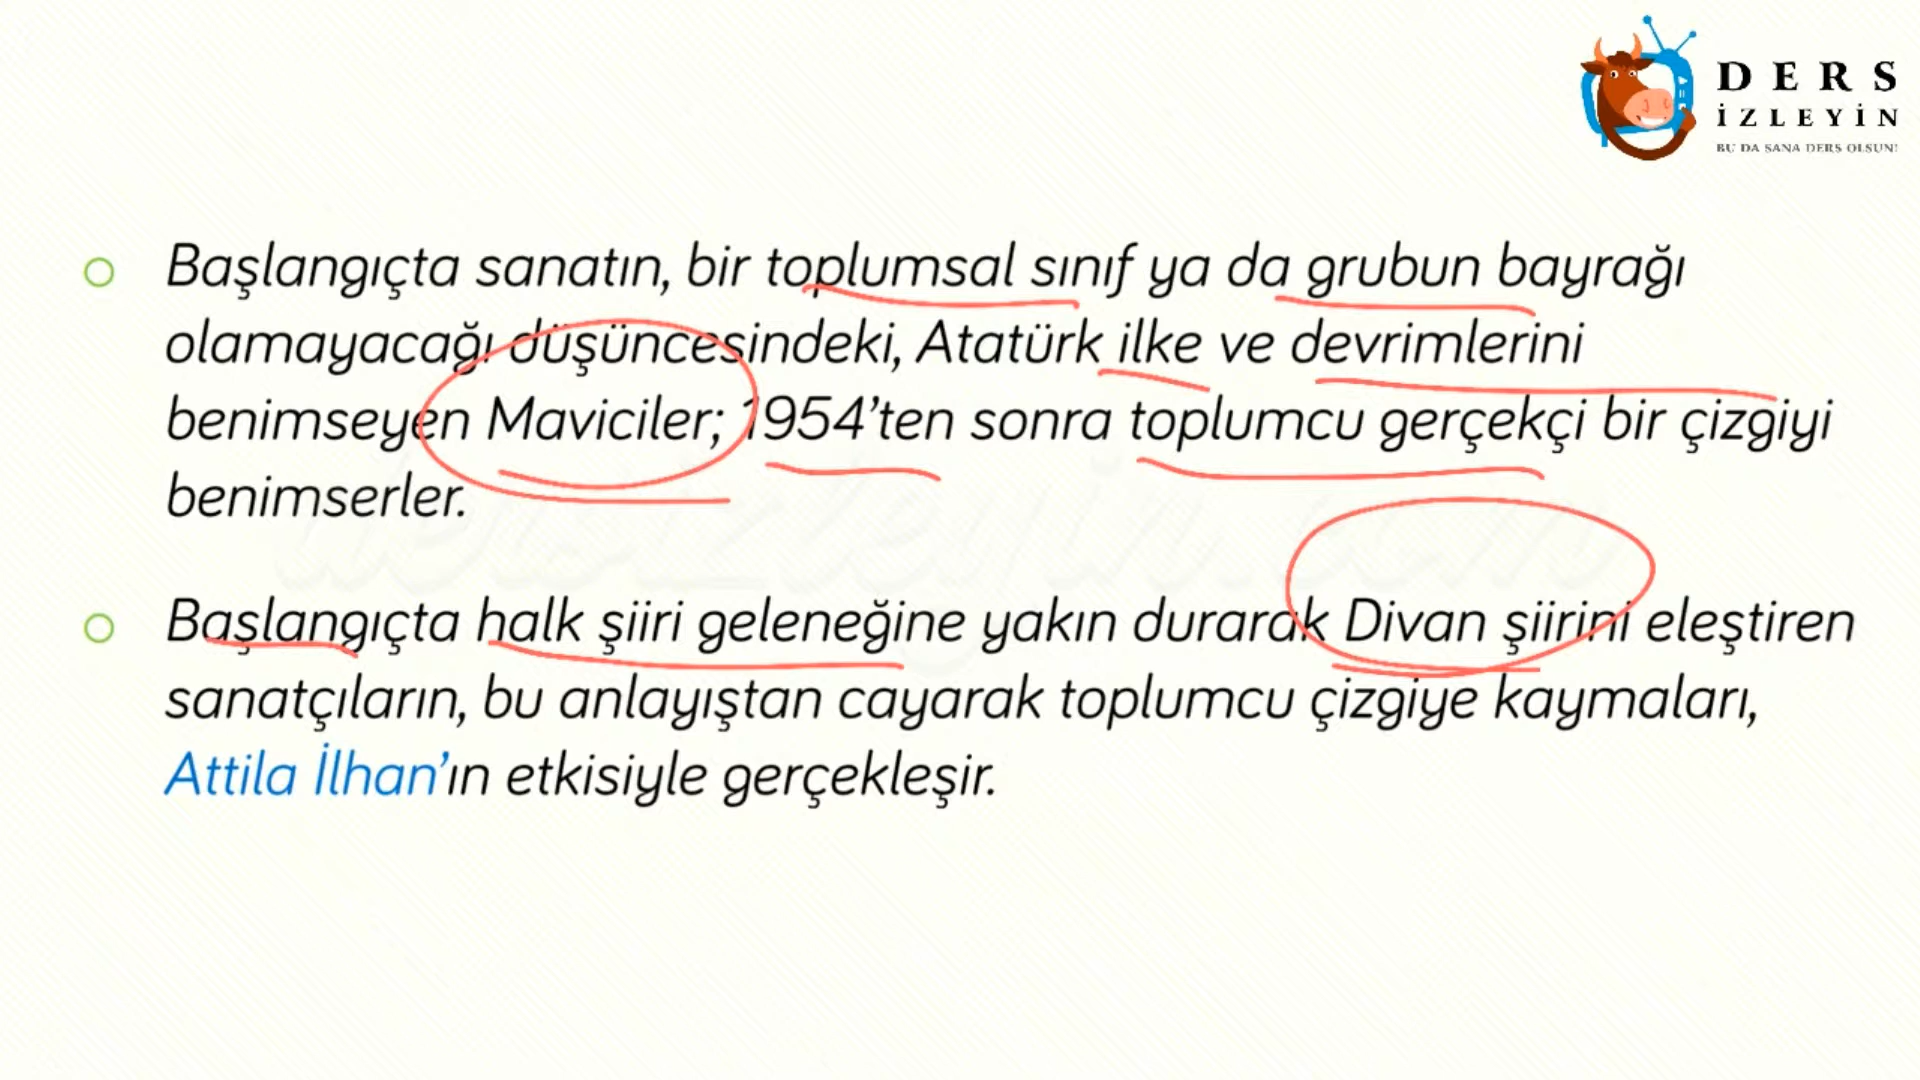 DERS
İZLEYİN
BU DA SANA DERS OLSUN!
Başlangıçta sanatın, bir toplumsal sınıf ya da grubun bayrağı
olamayacağı düşüncesindeki, Atatürk ilke ve devrimlerini
benimseyen Maviciler; 1954'ten sonra toplumcu gerçekçi bir çizgiyi
benimserler.
dersizleyin.com
Başlangıçta halk şiiri geleneğine yakın durarak Divan şiirini eleştiren
sanatçıların, bu anlayıştan cayarak toplumcu çizgiye kaymaları,
Attila İlhan'ın etkisiyle gerçekleşir.